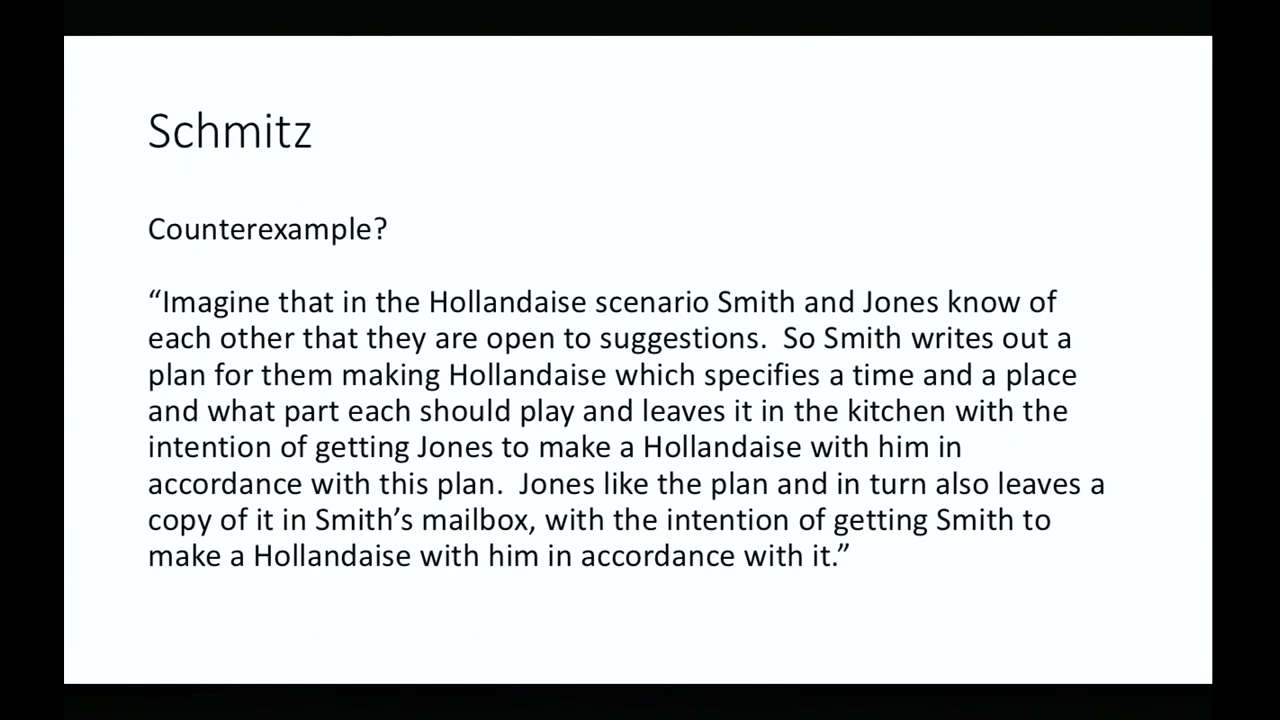 Schmitz
Counterexample?
“Imagine that in the Hollandaise scenario Smith and Jones know of
each other that they are open to suggestions.  So Smith writes out a
plan for them making Hollandaise which specifies a time and a place
and what part each should play and leaves it in the kitchen with the
intention of getting Jones to make a Hollandaise with him in
accordance with this plan.  Jones like the plan and in turn also leaves a
copy of it in Smith’s mailbox, with the intention of getting Smith to
make a Hollandaise with him in accordance with it.”